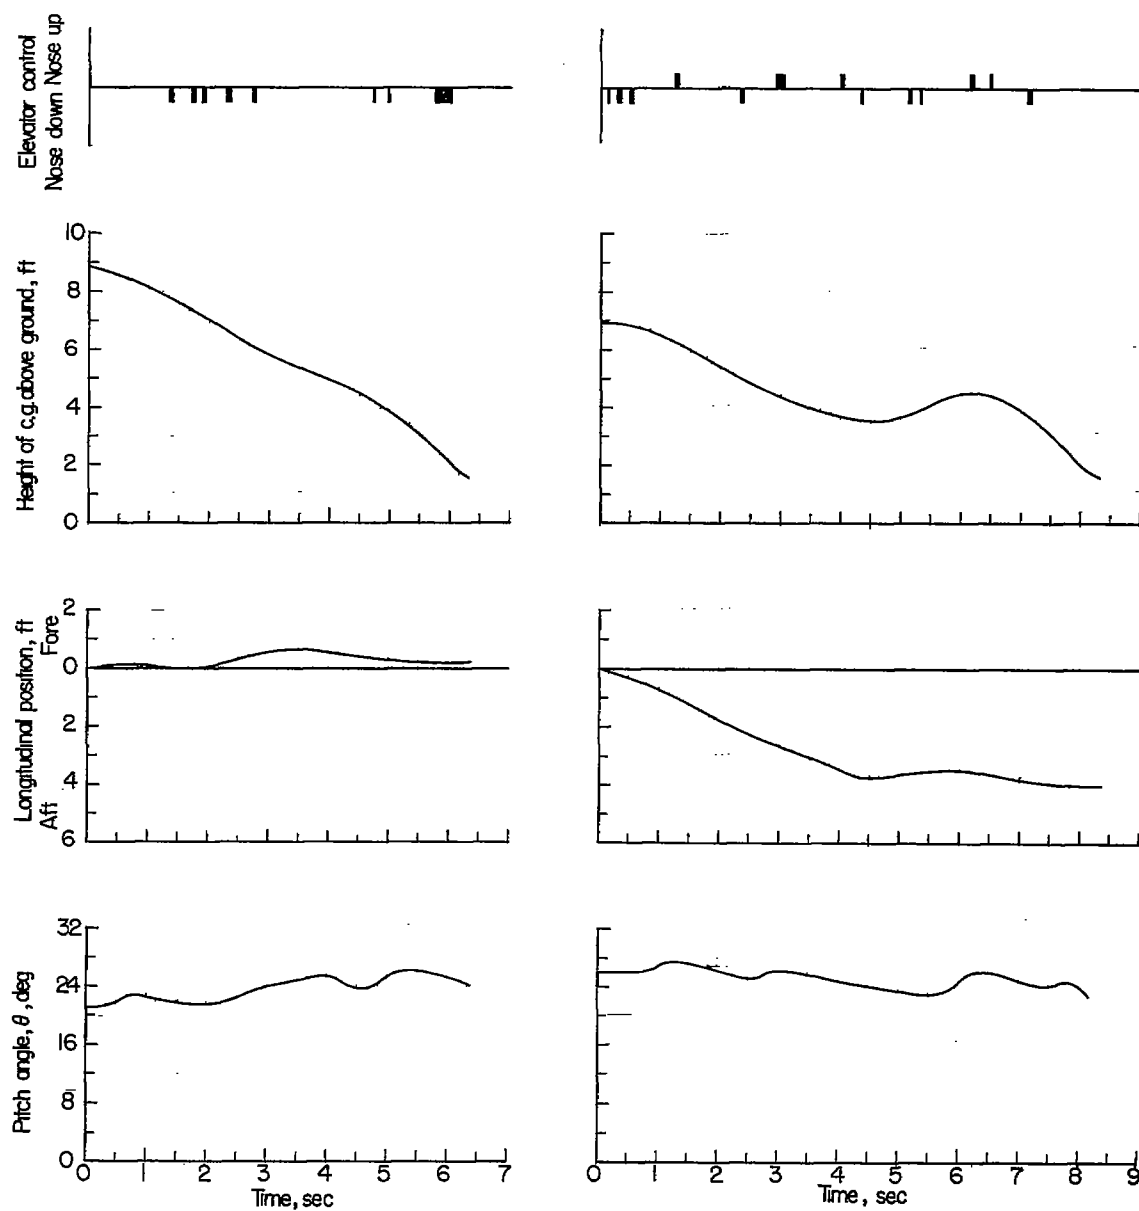 Elevator control
Nose down Nose up
Height of c.g. above ground, ft
10
8
6
4
2
0
Longitudinal position, ft
Aft Fore
2
0
2
4
6
Pitch angle, θ, deg
32
24
16
8
0
0 1 2 3 4 5 6 7
Time, sec
0 1 2 3 4 5 6 7 8 9
Time, sec